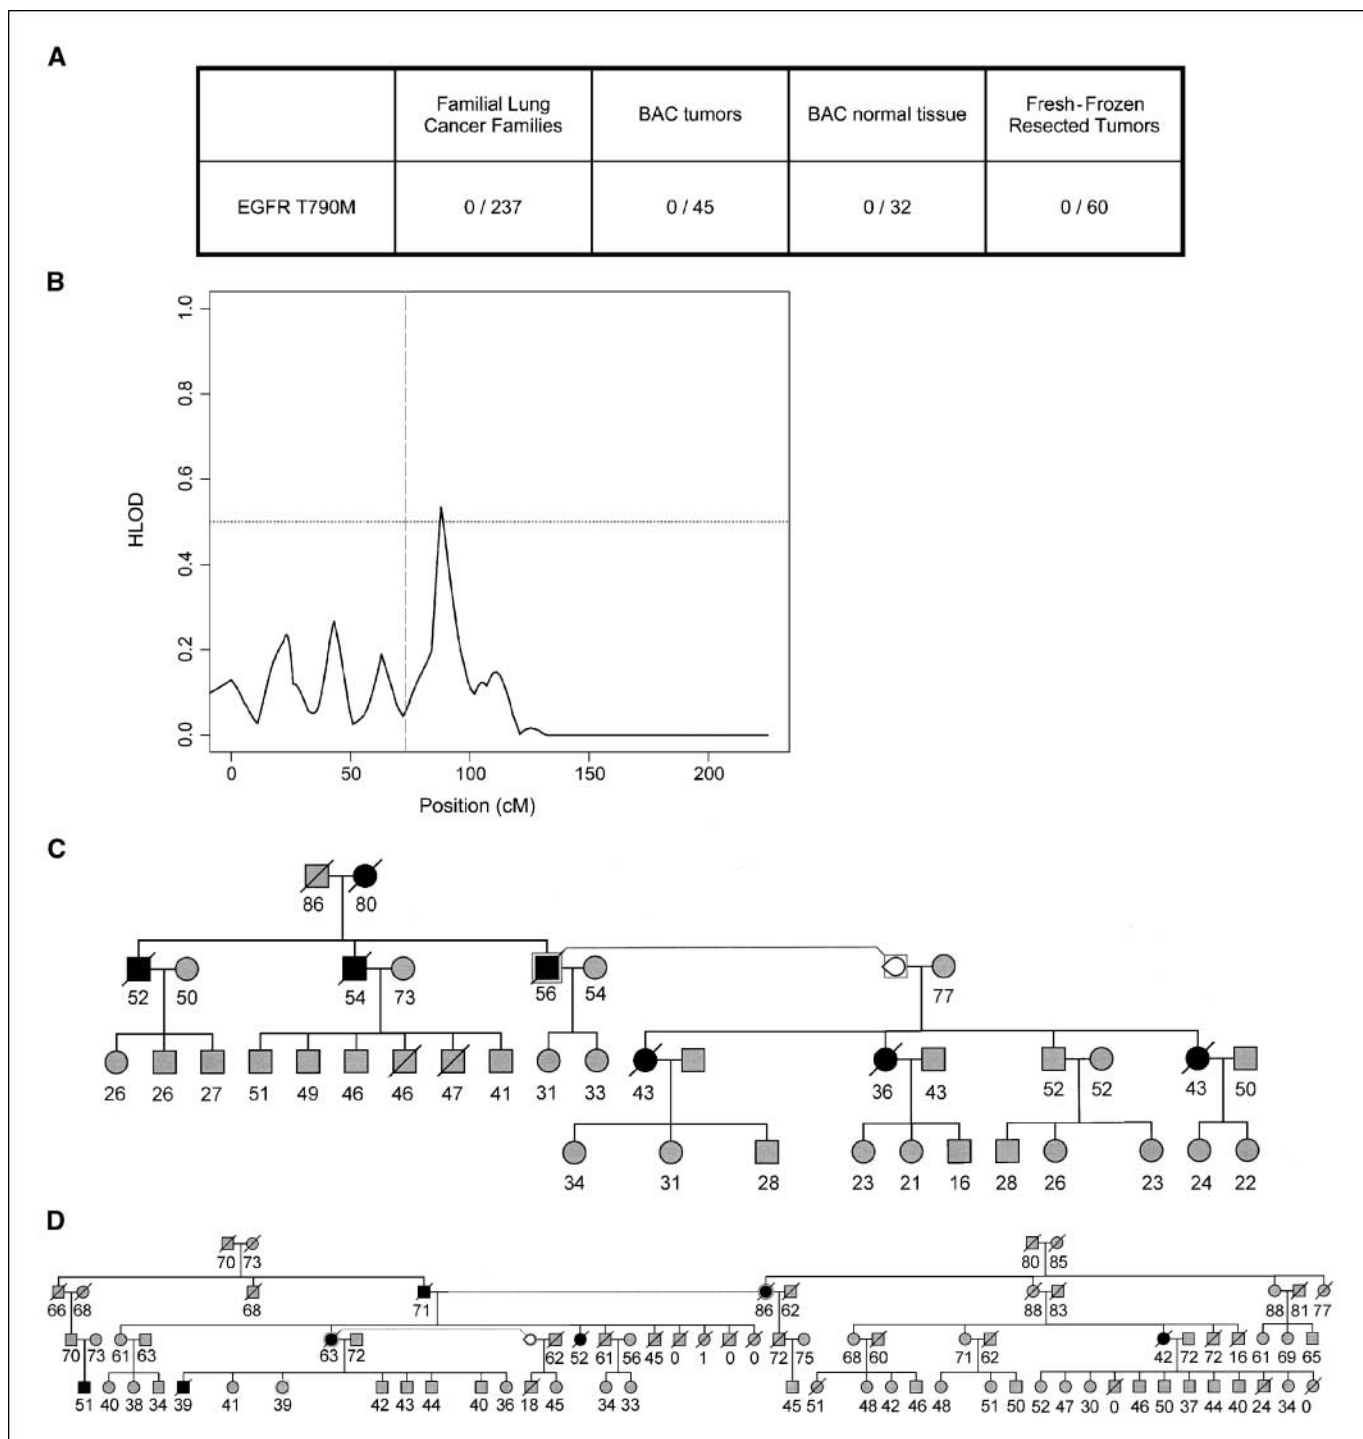 A
Familial Lung Cancer Families
BAC tumors
BAC normal tissue
Fresh-Frozen Resected Tumors
EGFR T790M
0 / 237
0 / 45
0 / 32
0 / 60
B
1.0
0.8
0.6
0.4
0.2
0.0
HLOD
0 50 100 150 200
Position (cM)
C
86 80
52 50 54 73 56 54 77
26 26 27 51 49 46 46 47 41 31 33 43 36 43 52 52 43 50
34 31 28 23 21 16 28 26 23 24 22
D
70 73 80 85
66 68 68 71 86 62 88 83 88 81 77
70 73 61 63 63 72 62 52 61 56 45 0 1 0 0 72 75 68 60 71 62 42 72 72 16 61 69 65
51 40 38 34 39 41 39 42 43 44 40 36 18 45 34 33 45 51 48 42 46 48 51 50 52 47 30 0 46 50 37 44 40 24 34 0